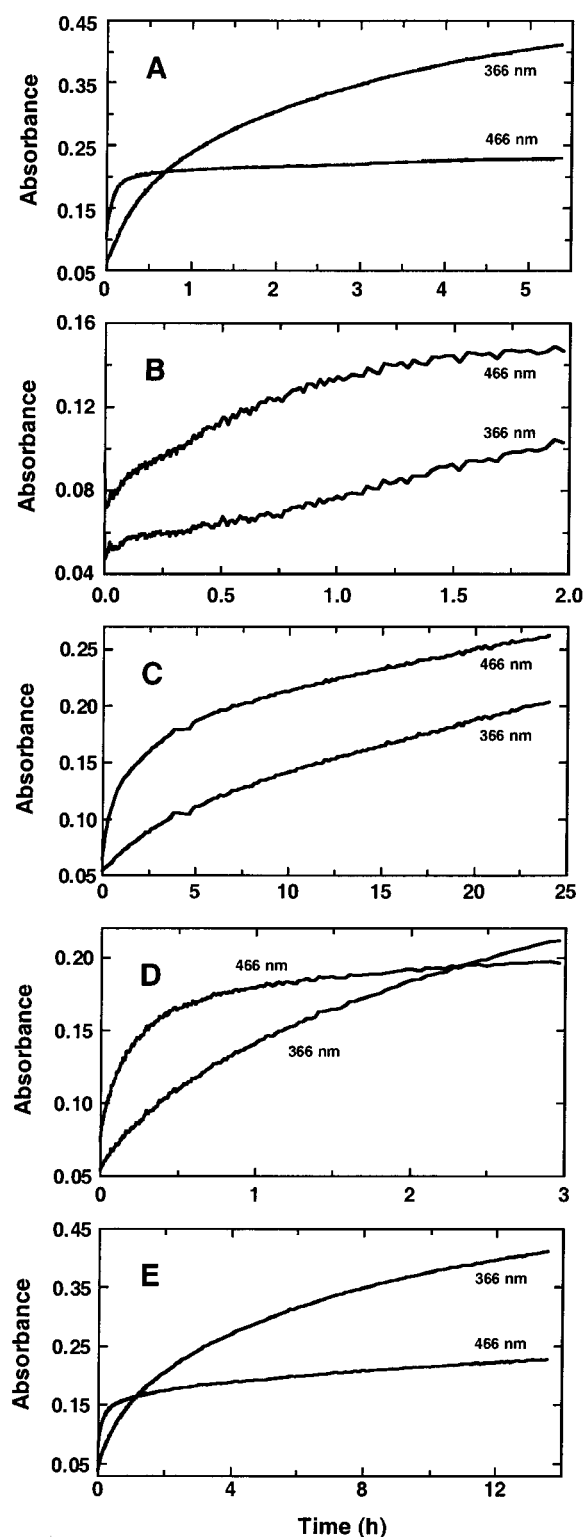 0.45
A
366 nm
0.35
Absorbance
0.25
466 nm
0.15
0.05
0 1 2 3 4 5
0.16
B
466 nm
0.12
Absorbance
366 nm
0.08
0.04
0.0 0.5 1.0 1.5 2.0
0.25
C
466 nm
0.20
Absorbance
366 nm
0.15
0.10
0.05
0 5 10 15 20 25
0.20
D
466 nm
Absorbance
0.15
366 nm
0.10
0.05
0 1 2 3
0.45
E
366 nm
0.35
Absorbance
0.25
466 nm
0.15
0.05
0 4 8 12
Time (h)